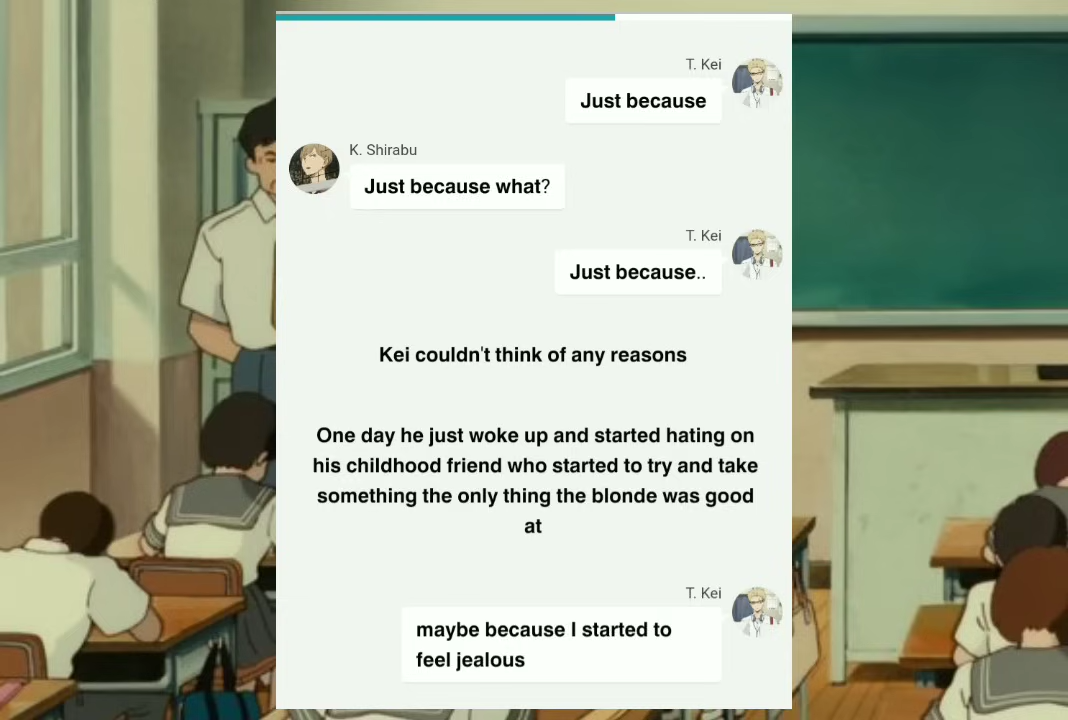 T. Kei
Just because
K. Shirabu
Just because what?
T. Kei
Just because..
Kei couldn't think of any reasons
One day he just woke up and started hating on
his childhood friend who started to try and take
something the only thing the blonde was good
at
T. Kei
maybe because I started to
feel jealous